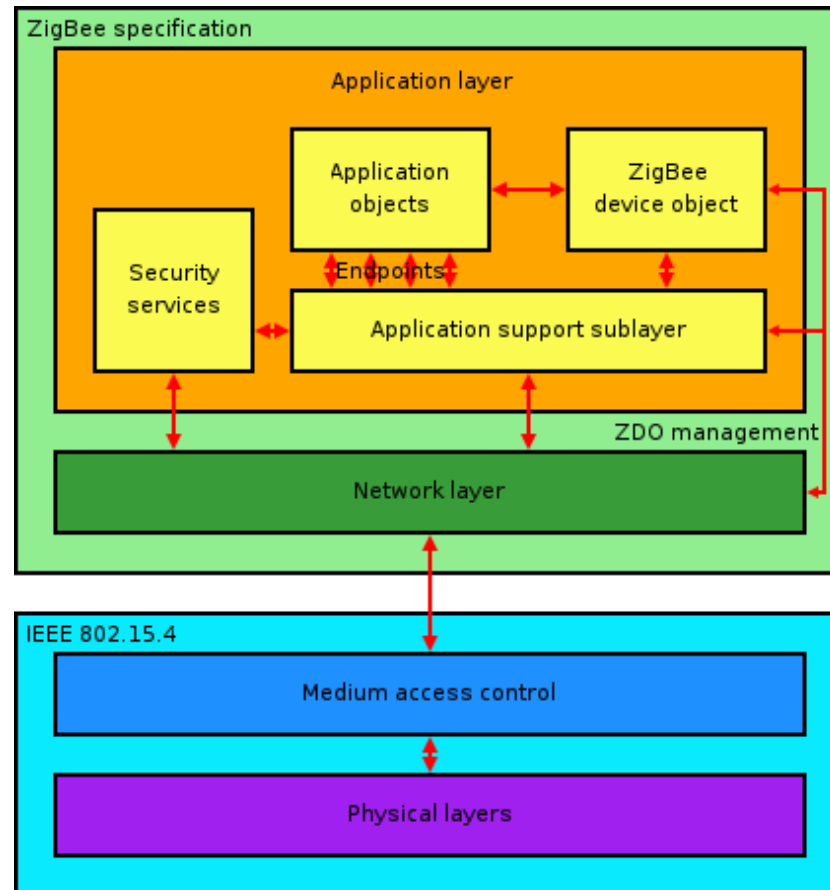 ZigBee specification
Application layer
Application
objects
ZigBee
device object
Security
services
Endpoints
Application support sublayer
ZDO management
Network layer
IEEE 802.15.4
Medium access control
Physical layers